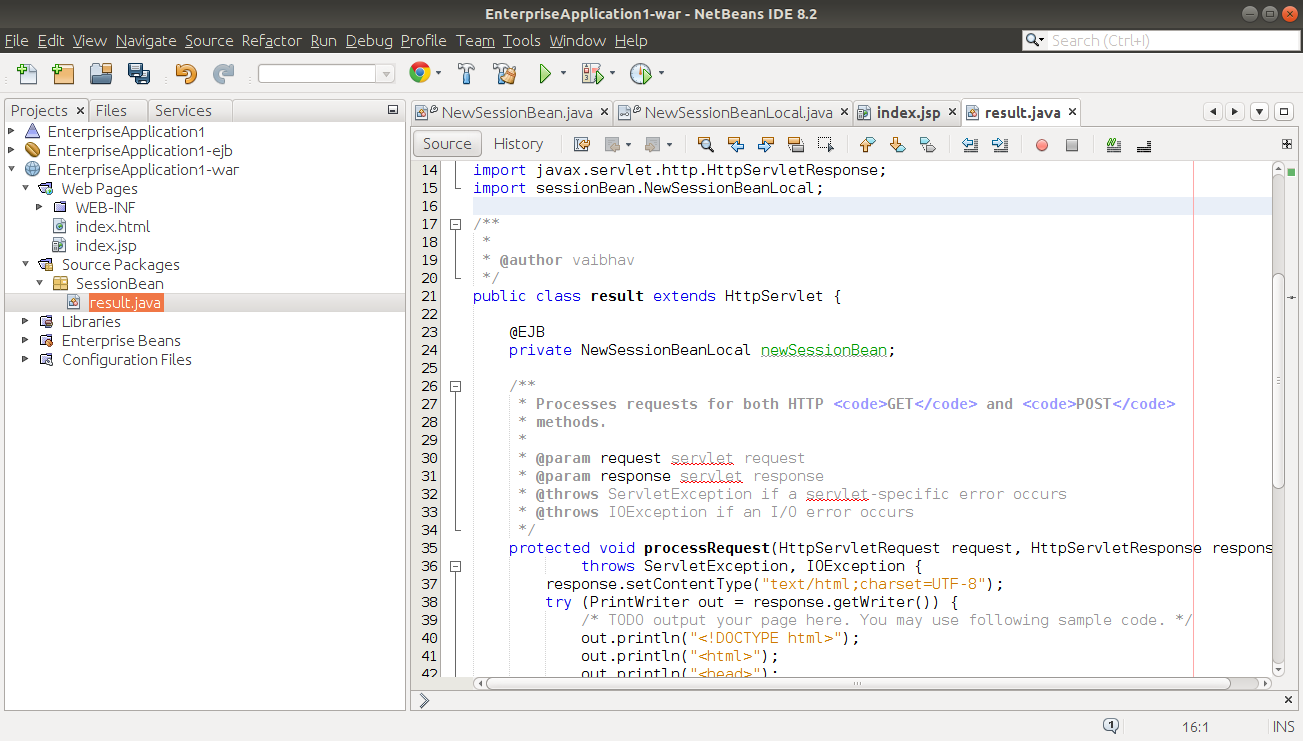 EnterpriseApplication1-war - NetBeans IDE 8.2
File Edit View Navigate Source Refactor Run Debug Profile Team Tools Window Help
Search (Ctrl+I)
Projects Files Services
EnterpriseApplication1
EnterpriseApplication1-ejb
EnterpriseApplication1-war
Web Pages
WEB-INF
index.html
index.jsp
Source Packages
SessionBean
result.java
Libraries
Enterprise Beans
Configuration Files
NewSessionBean.java NewSessionBeanLocal.java index.jsp result.java
Source History
14 import javax.servlet.http.HttpServletResponse;
15 import sessionBean.NewSessionBeanLocal;
16
17 /**
18 *
19 * @author vaibhav
20 */
21 public class result extends HttpServlet {
22
23 @EJB
24 private NewSessionBeanLocal newSessionBean;
25
26 /**
27 * Processes requests for both HTTP <code>GET</code> and <code>POST</code>
28 * methods.
29 *
30 * @param request servlet request
31 * @param response servlet response
32 * @throws ServletException if a servlet-specific error occurs
33 * @throws IOException if an I/O error occurs
34 */
35 protected void processRequest(HttpServletRequest request, HttpServletResponse respons
36 throws ServletException, IOException {
37 response.setContentType("text/html;charset=UTF-8");
38 try (PrintWriter out = response.getWriter()) {
39 /* TODO output your page here. You may use following sample code. */
40 out.println("<!DOCTYPE html>");
41 out.println("<html>");
42 out.println("<head>");
1 16:1 INS